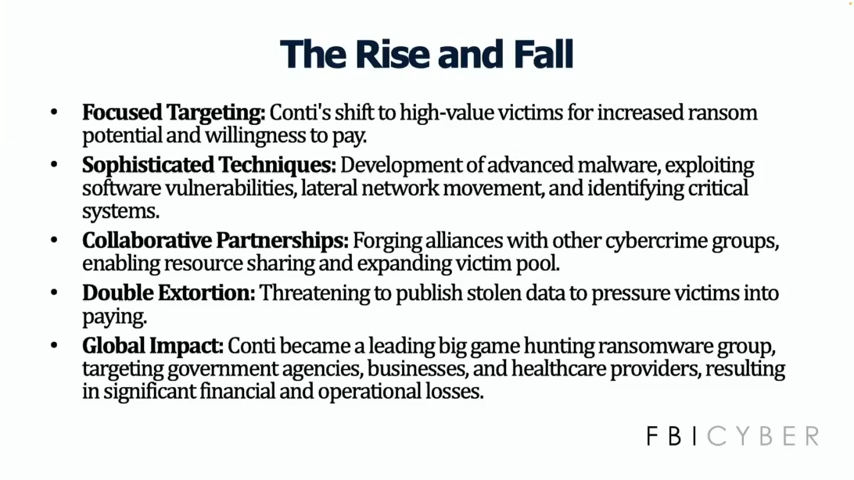 The Rise and Fall
• Focused Targeting: Conti's shift to high-value victims for increased ransom
potential and willingness to pay.
• Sophisticated Techniques: Development of advanced malware, exploiting
software vulnerabilities, lateral network movement, and identifying critical
systems.
• Collaborative Partnerships: Forging alliances with other cybercrime groups,
enabling resource sharing and expanding victim pool.
• Double Extortion: Threatening to publish stolen data to pressure victims into
paying.
• Global Impact: Conti became a leading big game hunting ransomware group,
targeting government agencies, businesses, and healthcare providers, resulting
in significant financial and operational losses.
FBI CYBER